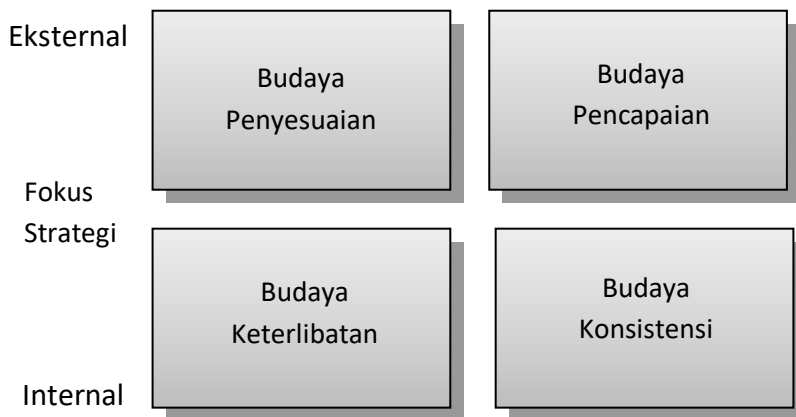 Eksternal
Budaya
Penyesuaian
Budaya
Pencapaian
Fokus
Strategi
Budaya
Keterlibatan
Budaya
Konsistensi
Internal